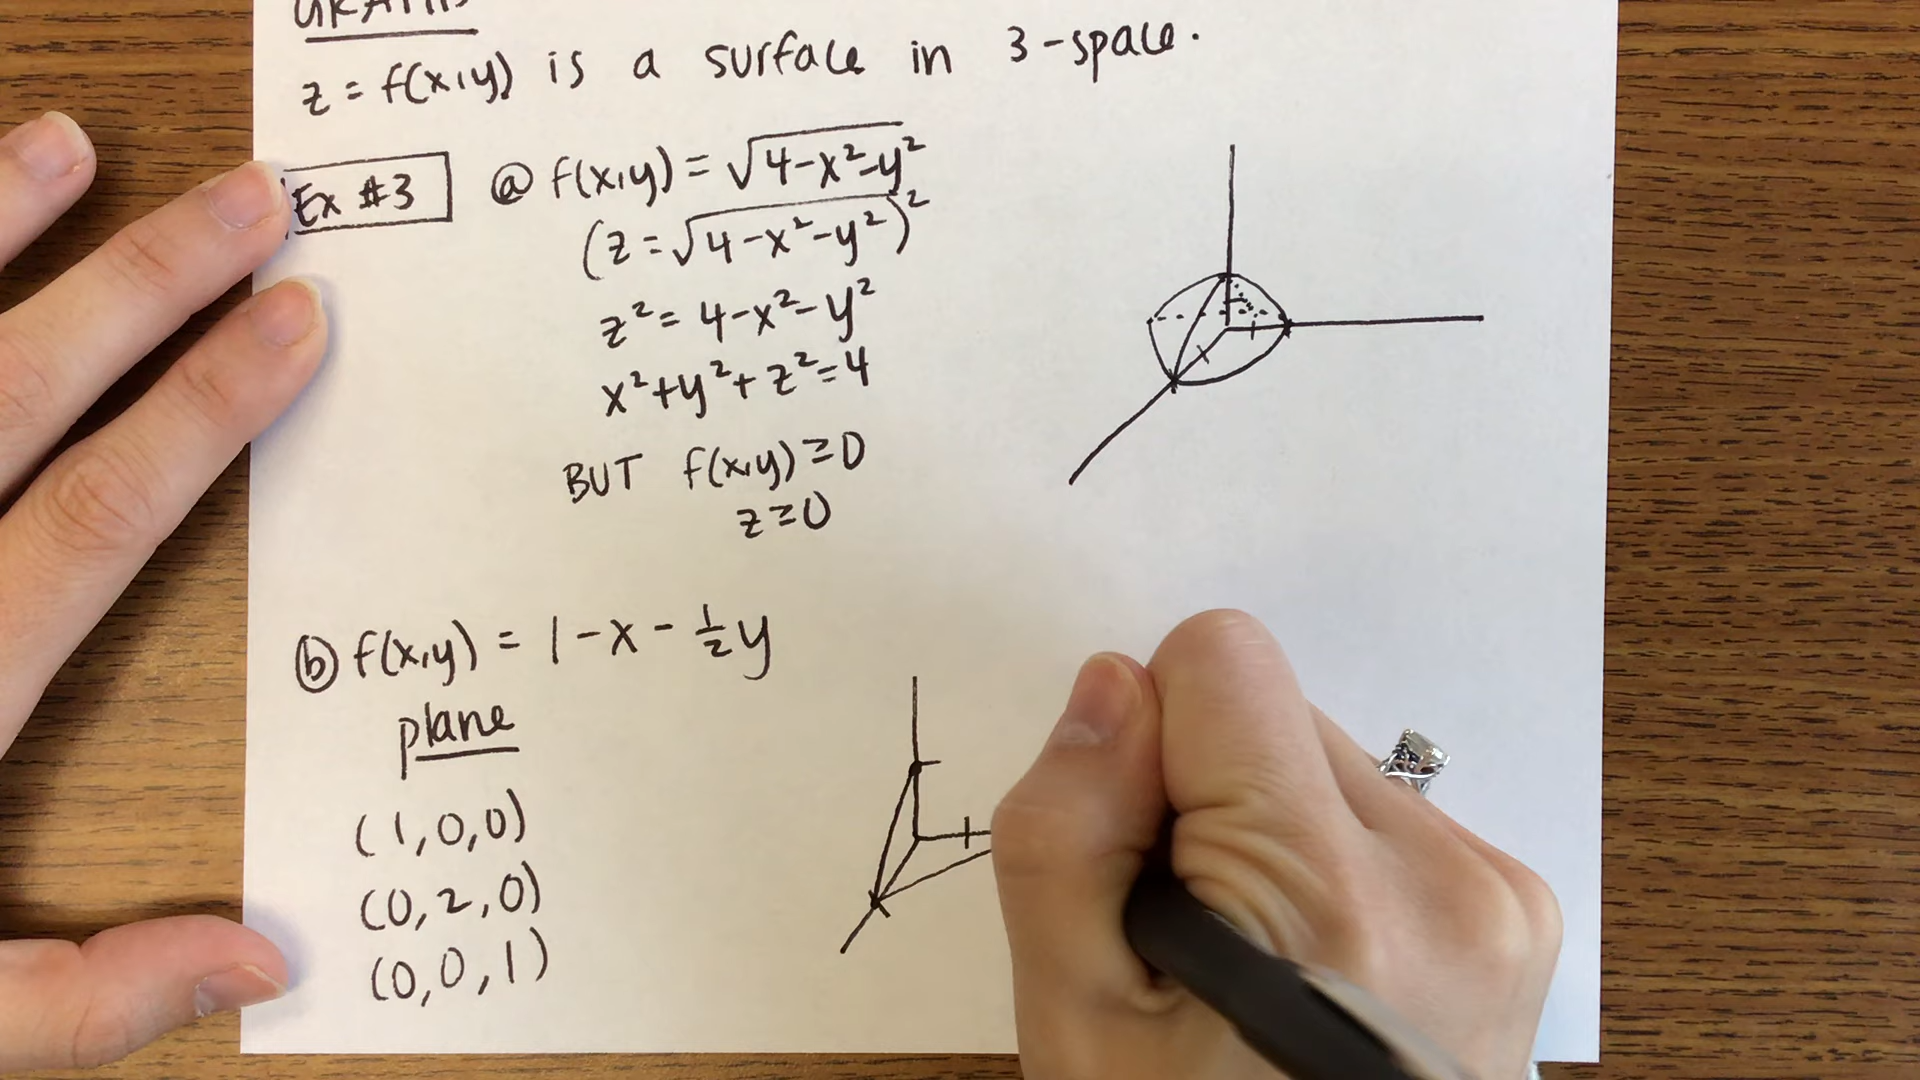 GRAPHS
z = f(x,y) is a surface in 3-space.
Ex #3 ⓐ f(x,y) = √4-x²-y²
(z = √4-x²-y²)²
z² = 4-x²-y²
x²+y²+z²=4
BUT f(x,y) ≥ 0
z ≥ 0
ⓑ f(x,y) = 1-x-½y
plane
(1,0,0)
(0,2,0)
(0,0,1)